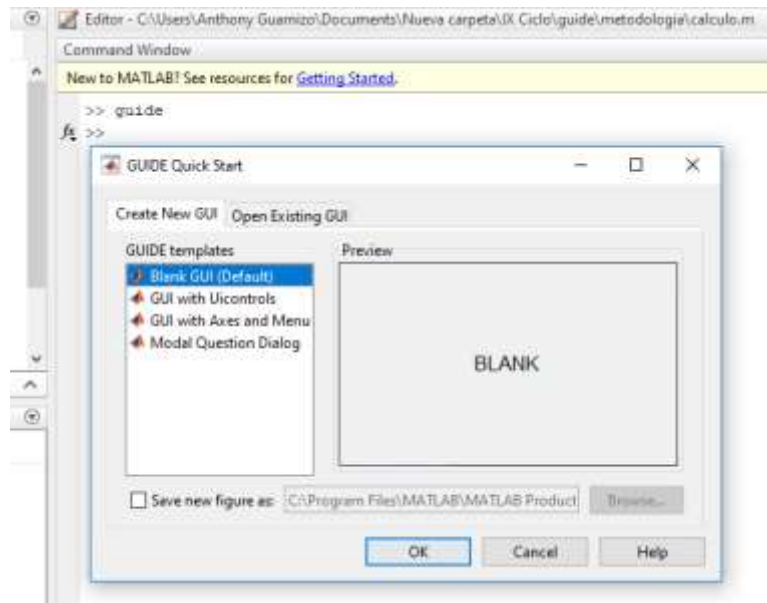 Editor - C:\Users\Anthony Guamizo\Documents\Nueva carpeta\IX Ciclo\guide\metodologia\calculo.m
Command Window
New to MATLAB? See resources for Getting Started.
>> guide
fx >>
GUIDE Quick Start
Create New GUI Open Existing GUI
GUIDE templates Preview
Blank GUI (Default)
GUI with Uicontrols
GUI with Axes and Menu
Modal Question Dialog
BLANK
Save new figure as: C:\Program Files\MATLAB\MATLAB Product Browse...
OK Cancel Help